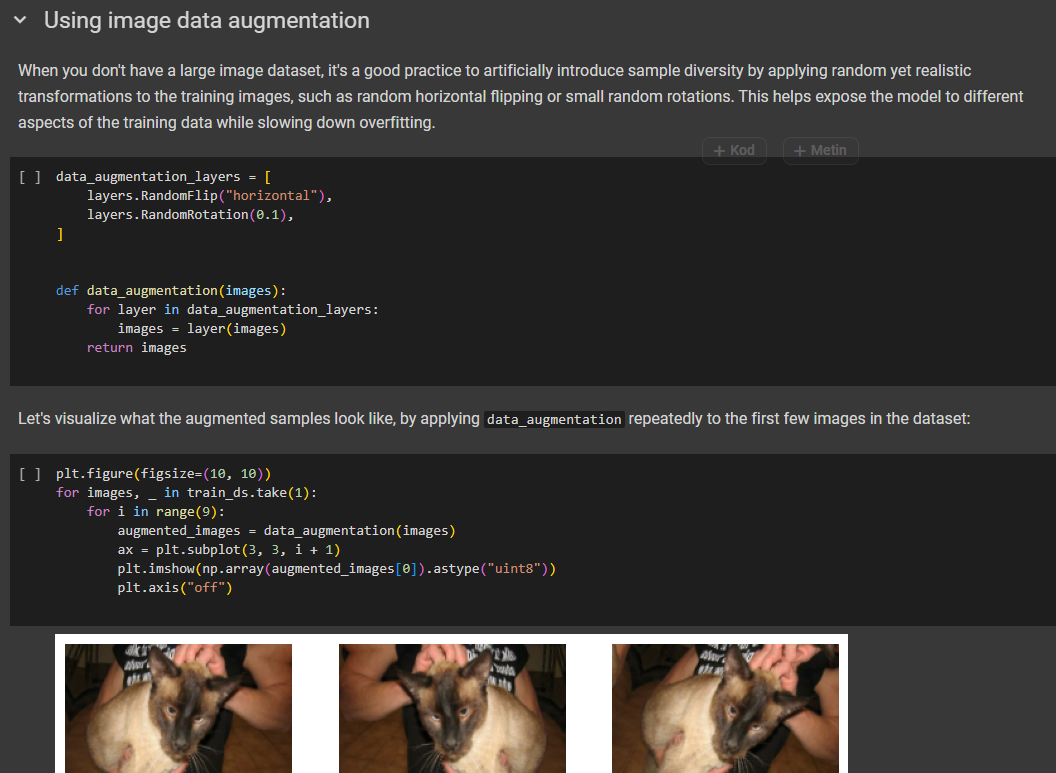 Using image data augmentation
When you don't have a large image dataset, it's a good practice to artificially introduce sample diversity by applying random yet realistic
transformations to the training images, such as random horizontal flipping or small random rotations. This helps expose the model to different
aspects of the training data while slowing down overfitting.
+ Kod + Metin
[ ] data_augmentation_layers = [
    layers.RandomFlip("horizontal"),
    layers.RandomRotation(0.1),
]
def data_augmentation(images):
    for layer in data_augmentation_layers:
        images = layer(images)
    return images
Let's visualize what the augmented samples look like, by applying data_augmentation repeatedly to the first few images in the dataset:
[ ] plt.figure(figsize=(10, 10))
for images, _ in train_ds.take(1):
    for i in range(9):
        augmented_images = data_augmentation(images)
        ax = plt.subplot(3, 3, i + 1)
        plt.imshow(np.array(augmented_images[0]).astype("uint8"))
        plt.axis("off")